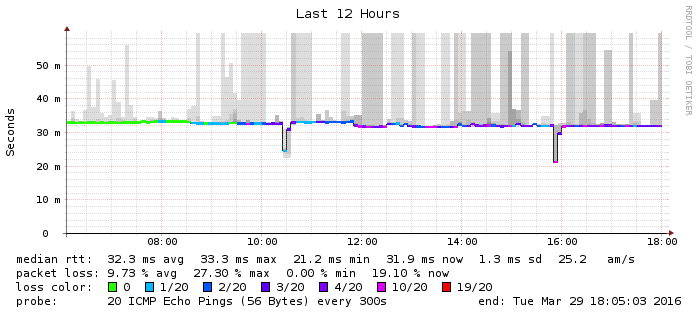 Last 12 Hours
RRDTOOL / TOBI OETIKER
Seconds
50 m
40 m
30 m
20 m
10 m
0
08:00 10:00 12:00 14:00 16:00 18:00
median rtt: 32.3 ms avg 33.3 ms max 21.2 ms min 31.9 ms now 1.3 ms sd 25.2 am/s
packet loss: 9.73 % avg 27.30 % max 0.00 % min 19.10 % now
loss color: 0 1/20 2/20 3/20 4/20 10/20 19/20
probe: 20 ICMP Echo Pings (56 Bytes) every 300s end: Tue Mar 29 18:05:03 2016